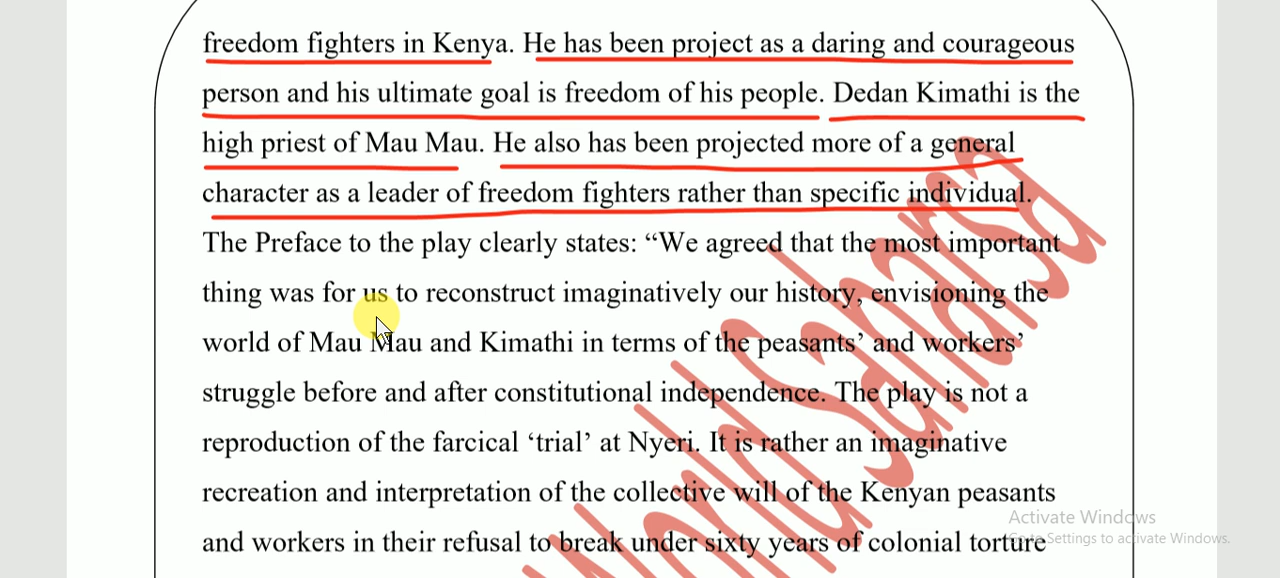 freedom fighters in Kenya. He has been project as a daring and courageous
person and his ultimate goal is freedom of his people. Dedan Kimathi is the
high priest of Mau Mau. He also has been projected more of a general
character as a leader of freedom fighters rather than specific individual.
The Preface to the play clearly states: “We agreed that the most important
thing was for us to reconstruct imaginatively our history, envisioning the
world of Mau Mau and Kimathi in terms of the peasants’ and workers’
struggle before and after constitutional independence. The play is not a
reproduction of the farcical ‘trial’ at Nyeri. It is rather an imaginative
recreation and interpretation of the collective will of the Kenyan peasants
and workers in their refusal to break under sixty years of colonial torture
World Saharsa
Activate Windows
Go to Settings to activate Windows.